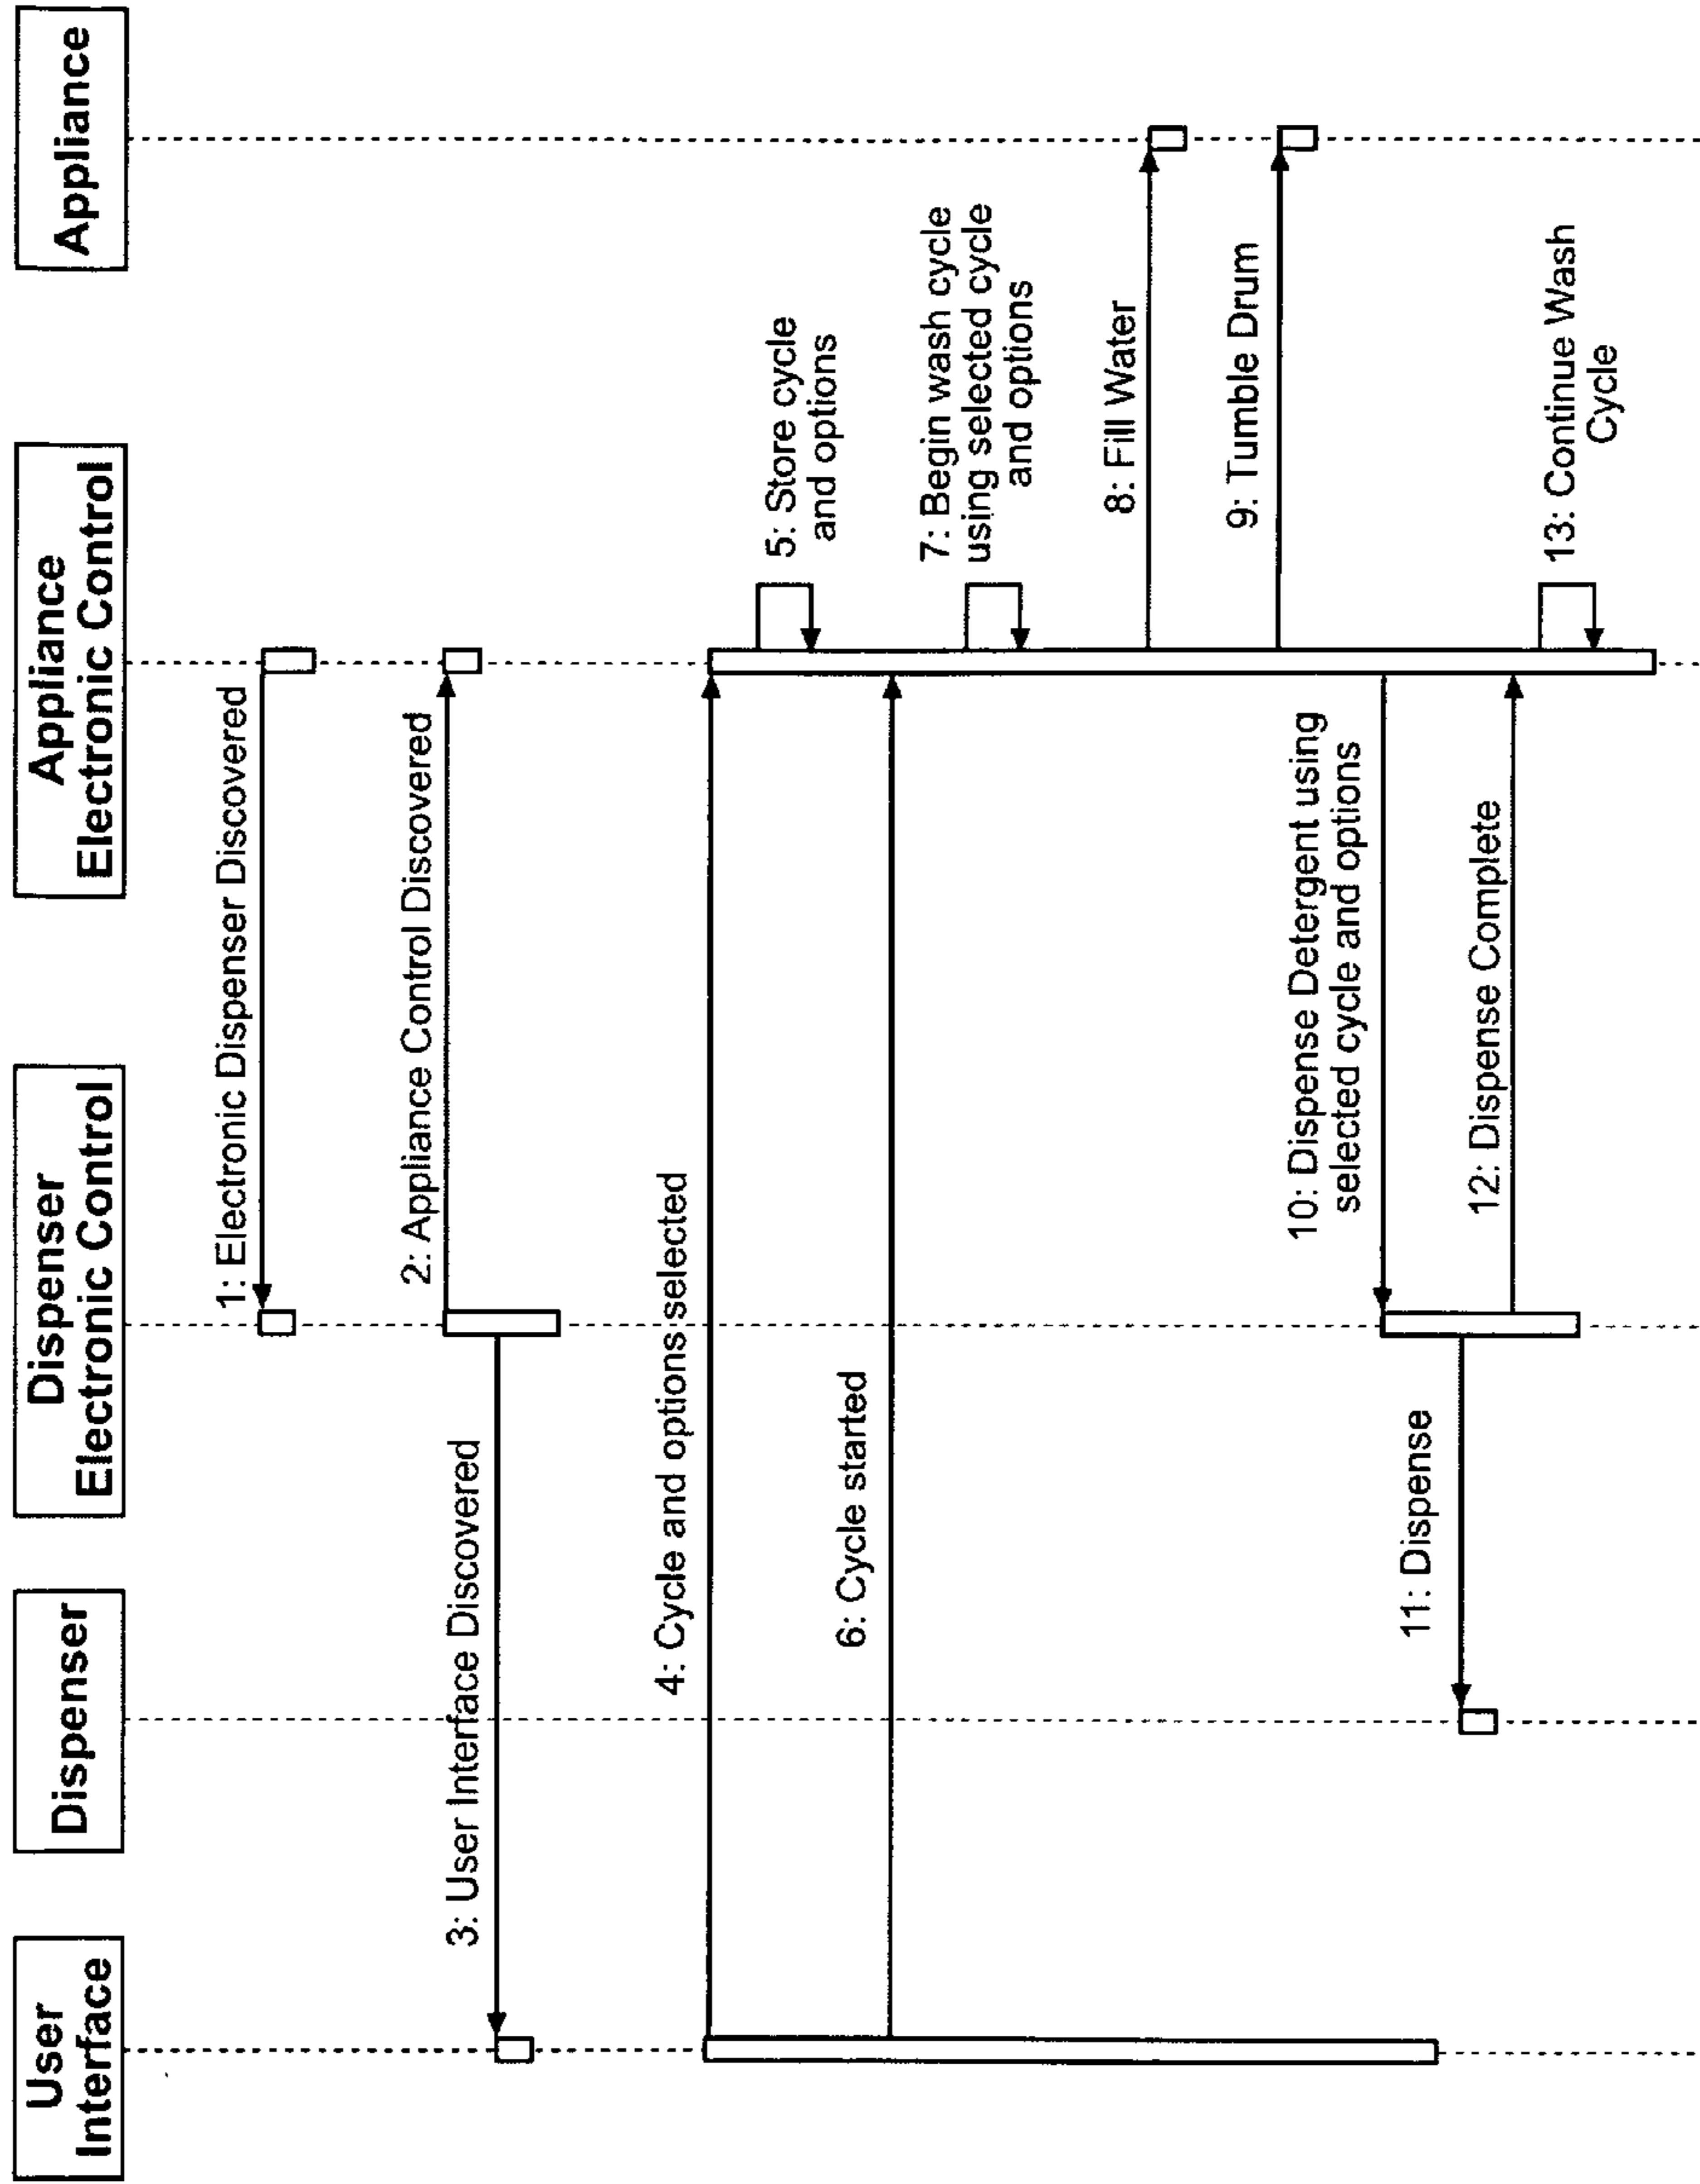 User
Interface
Dispenser
Dispenser
Electronic Control
Appliance
Electronic Control
Appliance
1: Electronic Dispenser Discovered
2: Appliance Control Discovered
3: User Interface Discovered
4: Cycle and options selected
5: Store cycle
and options
6: Cycle started
7: Begin wash cycle
using selected cycle
and options
8: Fill Water
9: Tumble Drum
10: Dispense Detergent using
selected cycle and options
11: Dispense
12: Dispense Complete
13: Continue Wash
Cycle